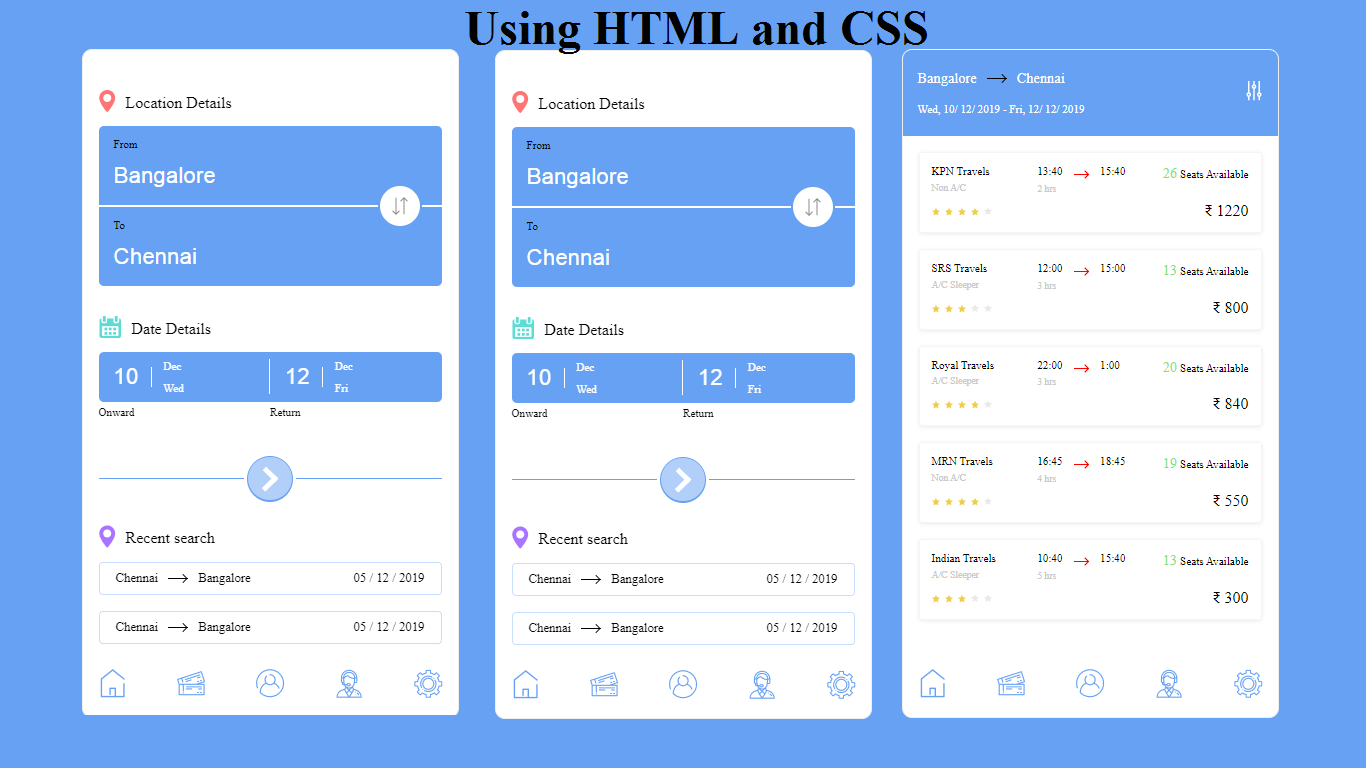 Using HTML and CSS
Location Details
From
Bangalore
To
Chennai
Date Details
10
Dec
Wed
12
Dec
Fri
Onward
Return
Recent search
Chennai
Bangalore
05 / 12 / 2019
Chennai
Bangalore
05 / 12 / 2019
Location Details
From
Bangalore
To
Chennai
Date Details
10
Dec
Wed
12
Dec
Fri
Onward
Return
Recent search
Chennai
Bangalore
05 / 12 / 2019
Chennai
Bangalore
05 / 12 / 2019
Bangalore
Chennai
Wed, 10/ 12/ 2019 - Fri, 12/ 12/ 2019
KPN Travels
13:40
15:40
26 Seats Available
Non.A/C
2 hrs
₹ 1220
SRS Travels
12:00
15:00
13 Seats Available
A/C Sleeper
3 hrs
₹ 800
Royal Travels
22:00
1:00
20 Seats Available
A/C Sleeper
3 hrs
₹ 840
MRN Travels
16:45
18:45
19 Seats Available
Non.A/C
4 hrs
₹ 550
Indian Travels
10:40
15:40
13 Seats Available
A/C Sleeper
5 hrs
₹ 300